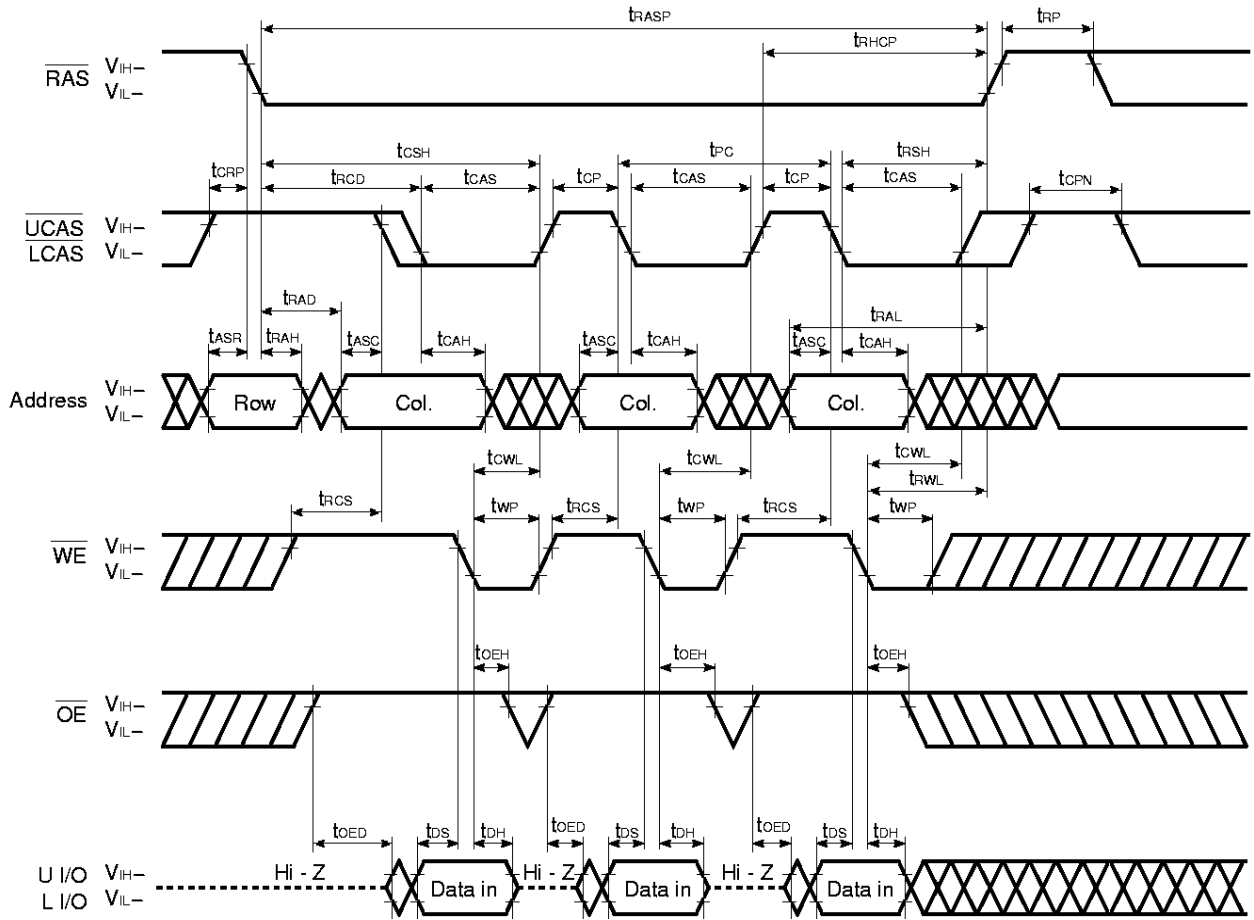 tRASP
tRP
tRHCP
RAS VIH– VIL–
tCSH
tPC
tRSH
tCRP
tRCD tCAS tCP tCAS tCP tCAS
tCPN
UCAS LCAS VIH– VIL–
tRAD
tRAL
tASR tRAH tASC tCAH tASC tCAH tASC tCAH
Address VIH– VIL–
Row Col. Col. Col.
tCWL tCWL tCWL
tRWL
tRCS tWP tRCS tWP tRCS tWP
WE VIH– VIL–
tOEH tOEH tOEH
OE VIH– VIL–
tOED tDS tDH tOED tDS tDH tOED tDS tDH
U I/O VIH–
L I/O VIL–
Hi - Z Data in Hi - Z Data in Hi - Z Data in